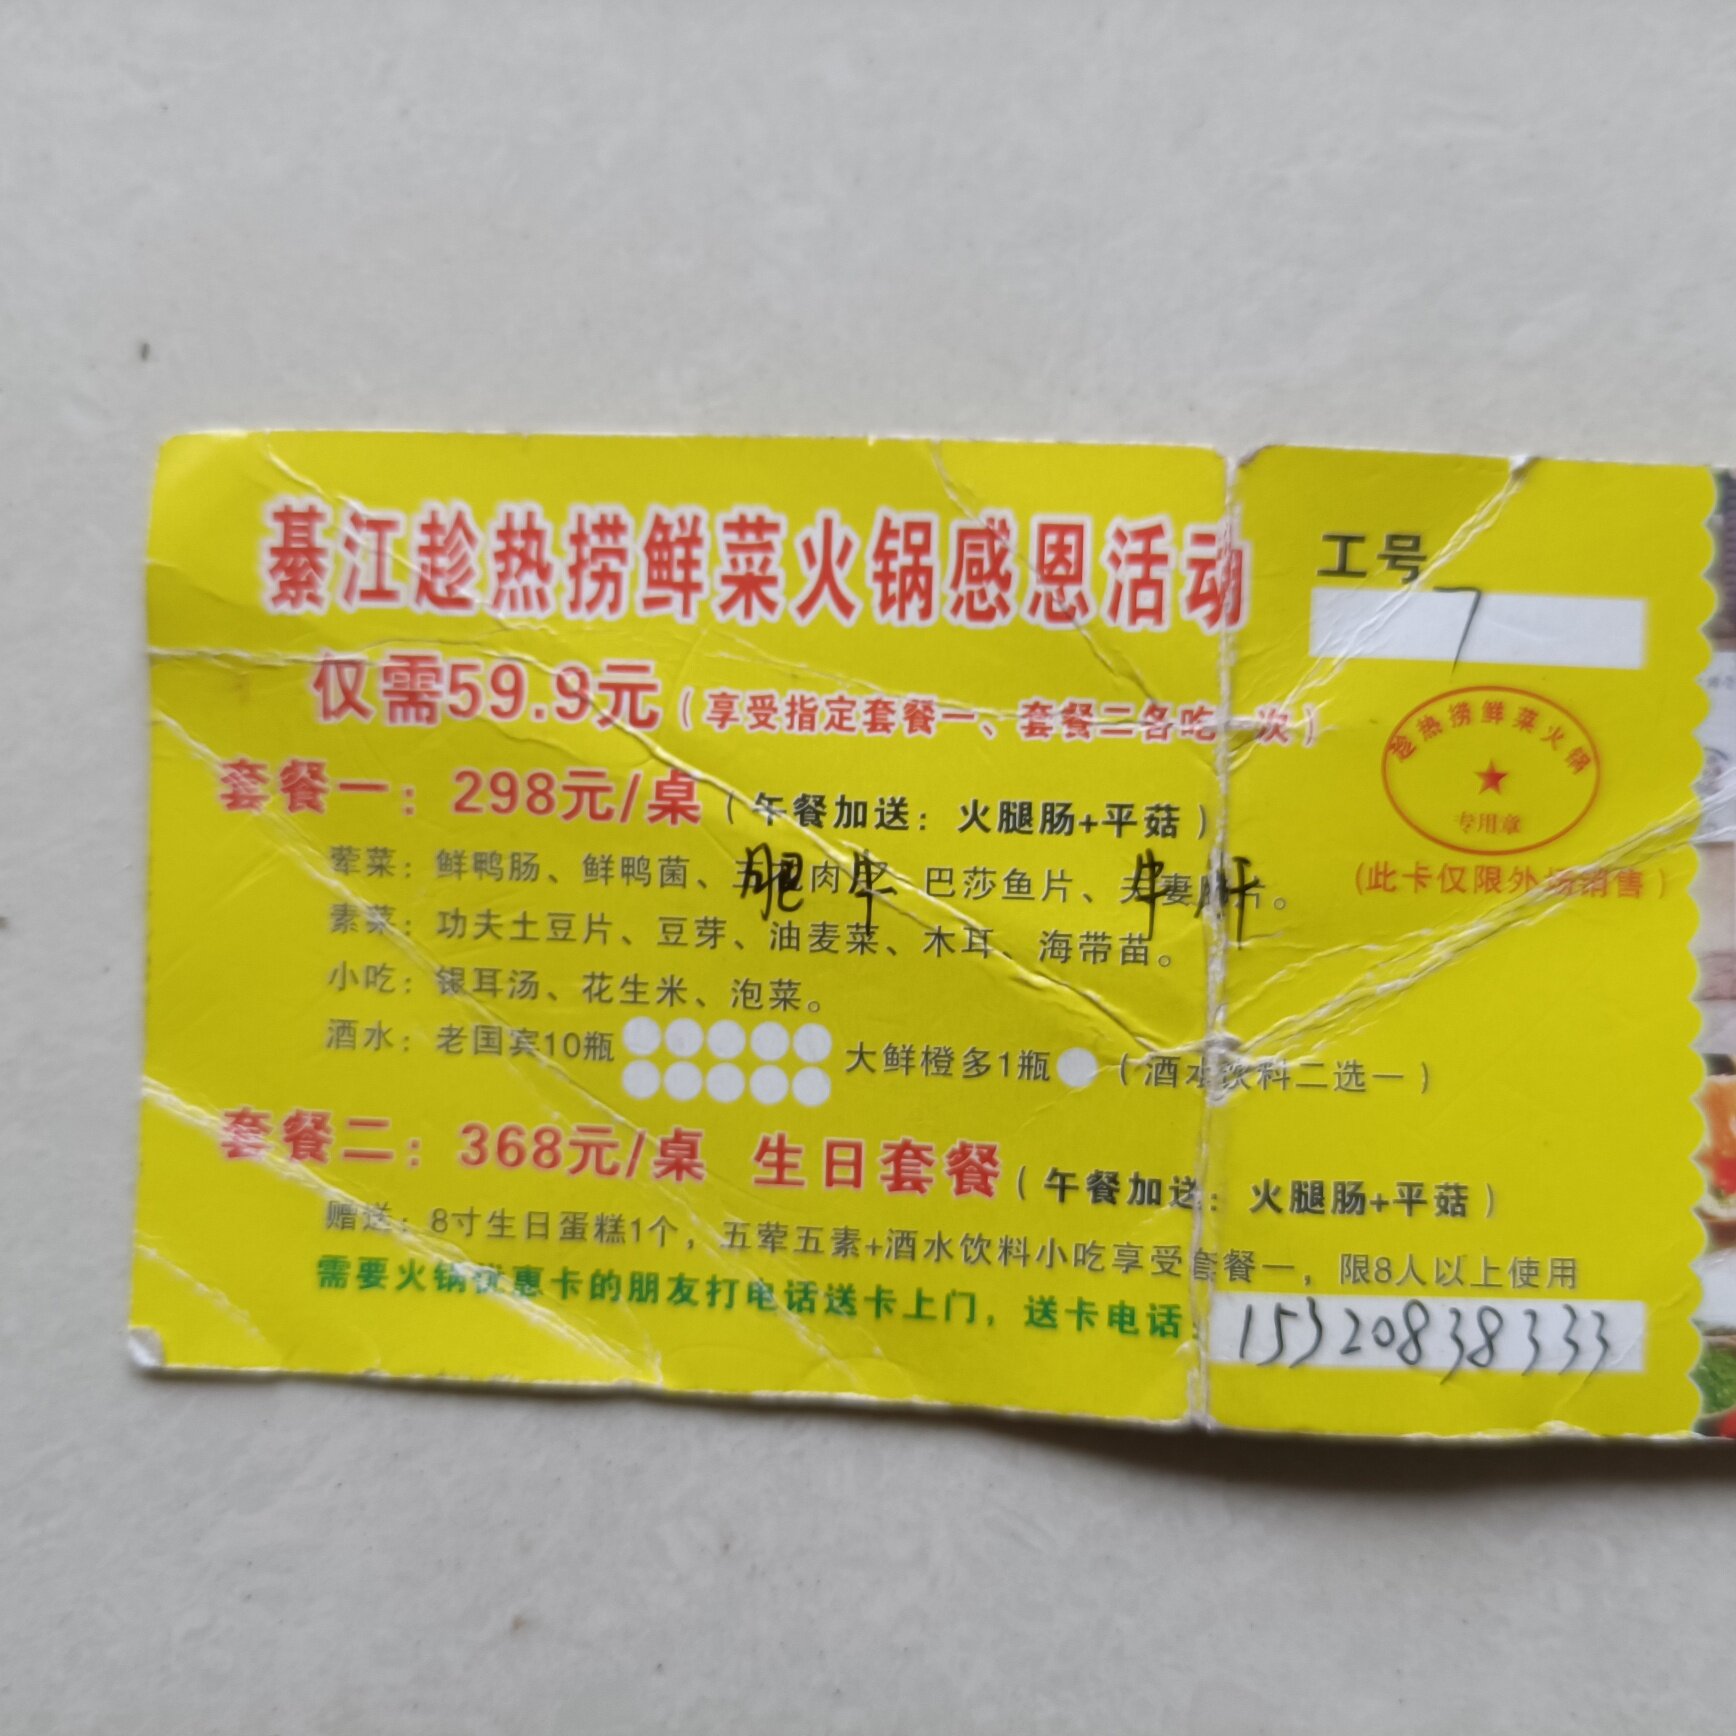 綦江趁热捞鲜菜火锅感恩活动
仅需59.9元（享受指定套餐一、套餐二各吃一次）
套餐一：298元/桌（午餐加送：火腿肠+平菇）
荤菜：鲜鸭肠、鲜鸭菌、肥牛、巴莎鱼片、牛肝。
素菜：功夫土豆片、豆芽、油麦菜、木耳、海带苗。
小吃：银耳汤、花生米、泡菜。
酒水：老国宾10瓶 大鲜橙多1瓶（酒水饮料二选一）
套餐二：368元/桌 生日套餐（午餐加送：火腿肠+平菇）
赠送：8寸生日蛋糕1个，五荤五素+酒水饮料小吃享受套餐一，限8人以上使用
需要火锅优惠卡的朋友打电话送卡上门，送卡电话：15320838333
工号
7
趁热捞鲜菜火锅
专用章
(此卡仅限外场销售)